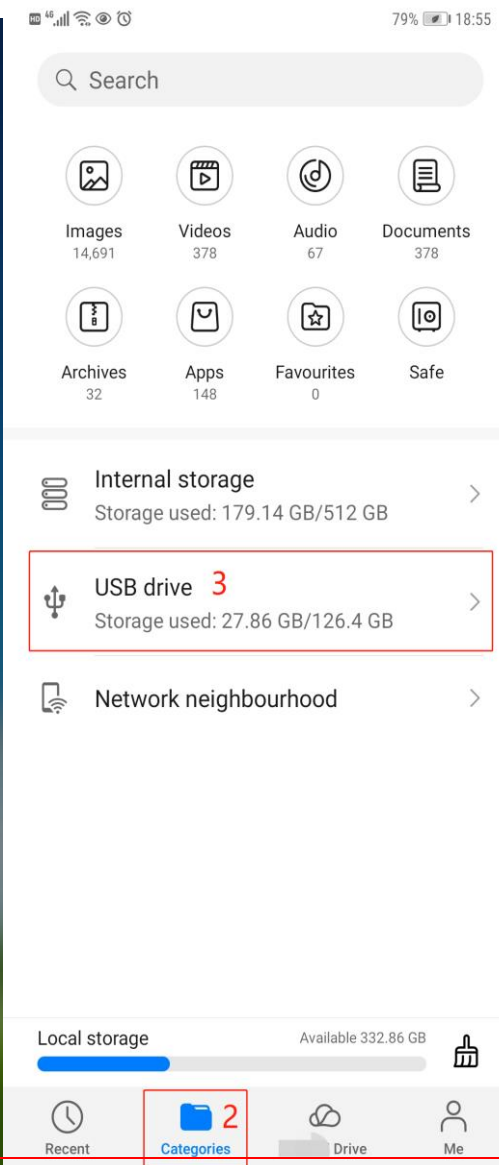 HD 4G 79% 18:55
Search
Images Videos Audio Documents
14,691 378 67 378
Archives Apps Favourites Safe
32 148 0
Internal storage
Storage used: 179.14 GB/512 GB
USB drive 3
Storage used: 27.86 GB/126.4 GB
Network neighbourhood
Local storage Available 332.86 GB
2
Recent Categories Drive Me